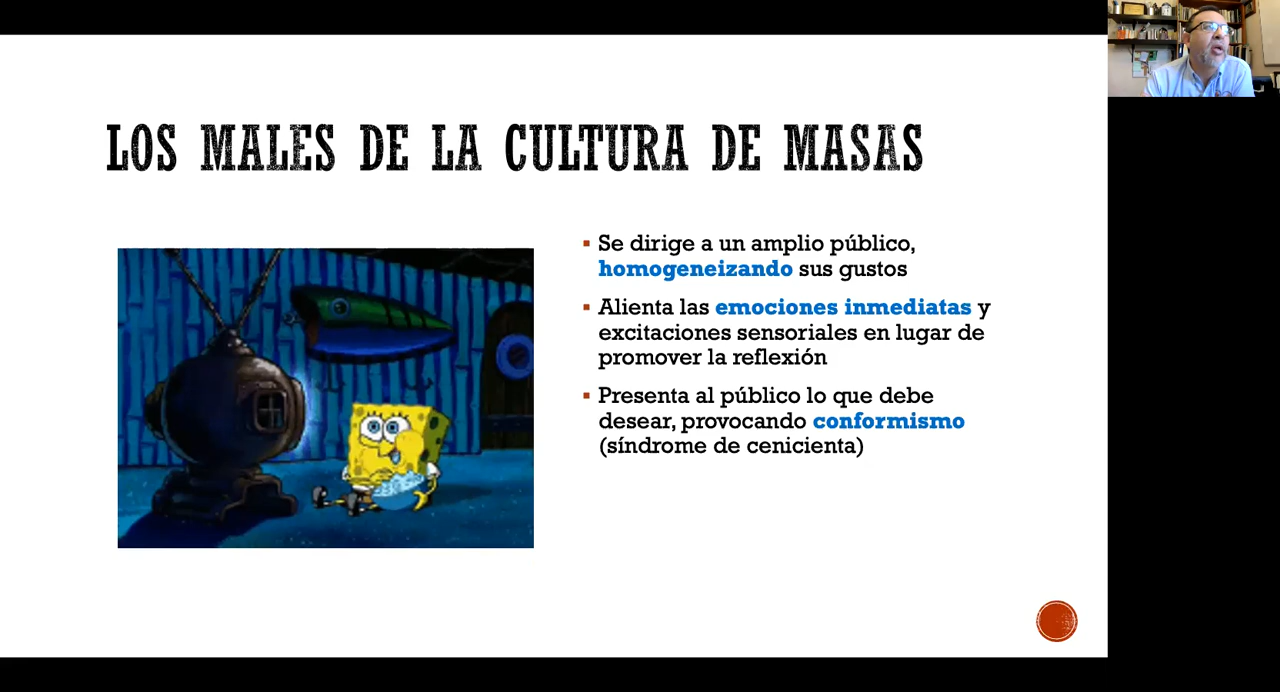 LOS MALES DE LA CULTURA DE MASAS
▪ Se dirige a un amplio público,
homogeneizando sus gustos
▪ Alienta las emociones inmediatas y
excitaciones sensoriales en lugar de
promover la reflexión
▪ Presenta al público lo que debe
desear, provocando conformismo
(síndrome de cenicienta)